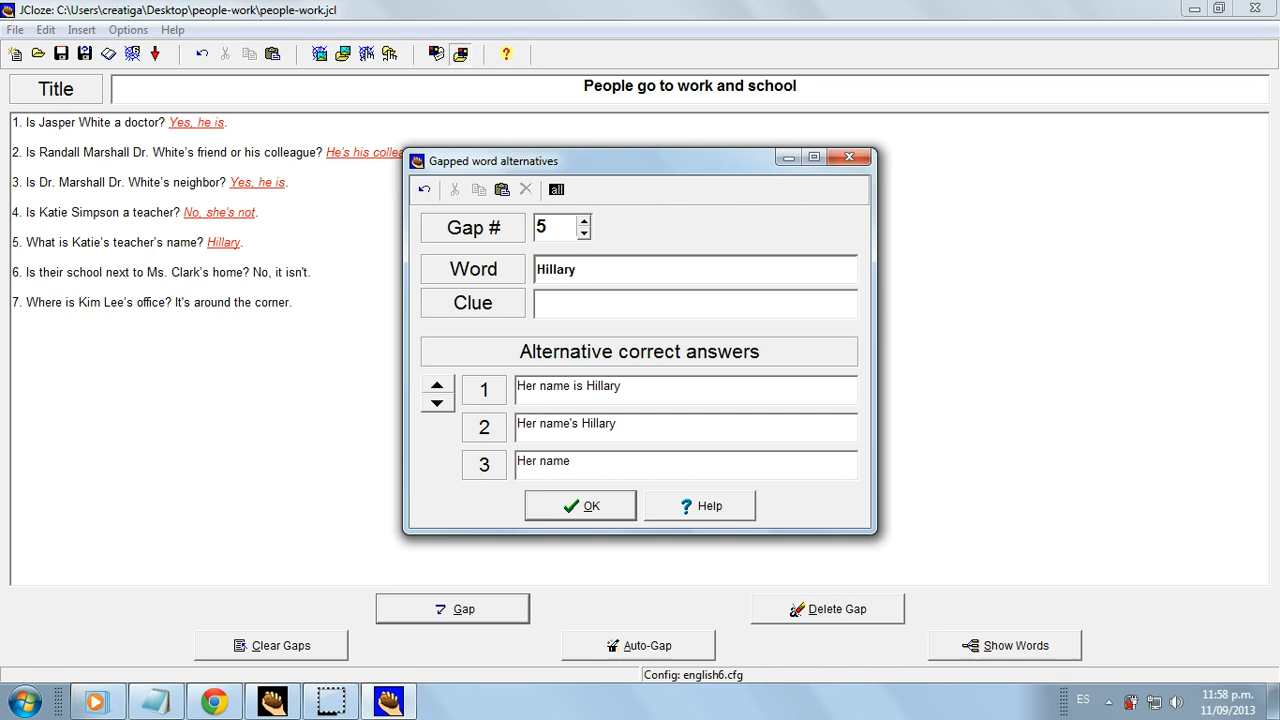 JCloze: C:\Users\creatiga\Desktop\people-work\people-work.jcl
File Edit Insert Options Help
Title
People go to work and school
1. Is Jasper White a doctor? Yes, he is.
2. Is Randall Marshall Dr. White's friend or his colleague? He's his collea
3. Is Dr. Marshall Dr. White's neighbor? Yes, he is.
4. Is Katie Simpson a teacher? No, she's not.
5. What is Katie's teacher's name? Hillary.
6. Is their school next to Ms. Clark's home? No, it isn't.
7. Where is Kim Lee's office? It's around the corner.
Gapped word alternatives
all
Gap # 5
Word Hillary
Clue
Alternative correct answers
1 Her name is Hillary
2 Her name's Hillary
3 Her name
OK Help
Gap Delete Gap
Clear Gaps Auto-Gap Show Words
Config: english6.cfg
ES 11:58 p.m.
11/09/2013